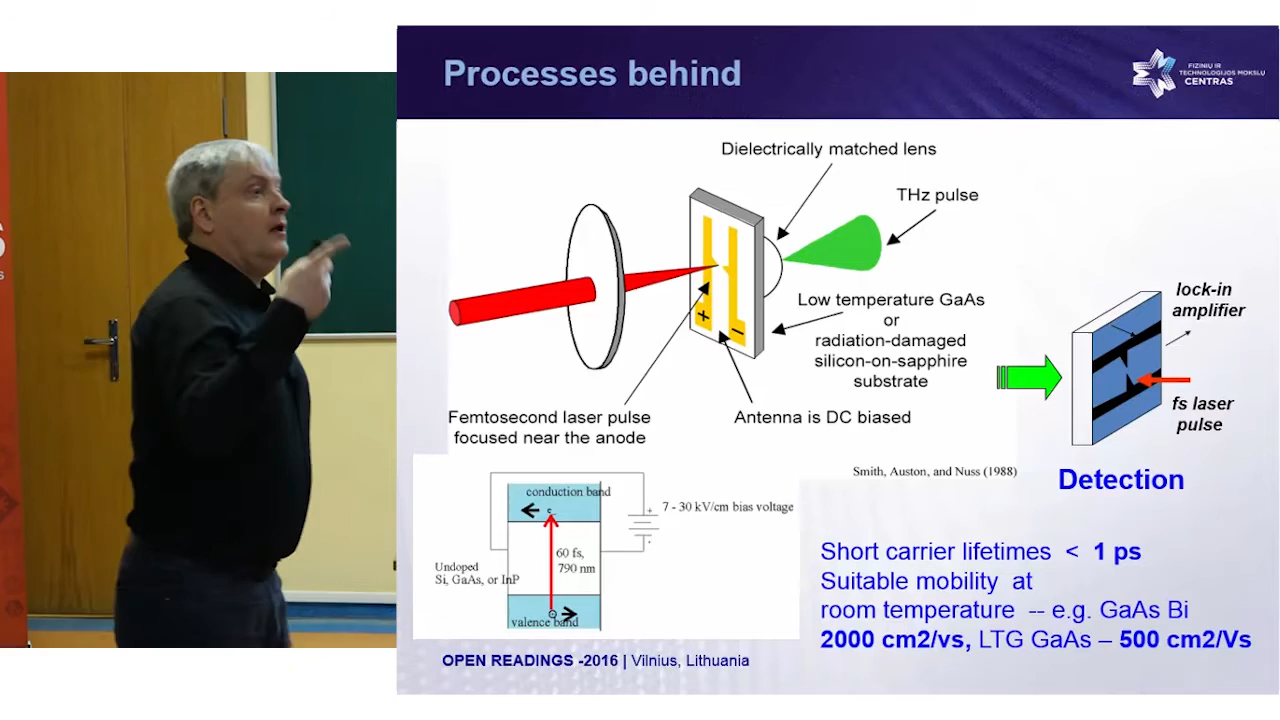 Processes behind
FIZINIŲ IR
TECHNOLOGIJOS MOKSLŲ
CENTRAS
Dielectrically matched lens
THz pulse
Low temperature GaAs
or
radiation-damaged
silicon-on-sapphire
substrate
+
−
Femtosecond laser pulse
focused near the anode
Antenna is DC biased
lock-in
amplifier
fs laser
pulse
Smith, Auston, and Nuss (1988)
Detection
conduction band
e-
+
-
7 - 30 kV/cm bias voltage
60 fs,
790 nm
Undoped
Si, GaAs, or InP
valence band
Short carrier lifetimes < 1 ps
Suitable mobility at
room temperature -- e.g. GaAs Bi
2000 cm2/vs, LTG GaAs – 500 cm2/Vs
OPEN READINGS -2016 | Vilnius, Lithuania
S
s